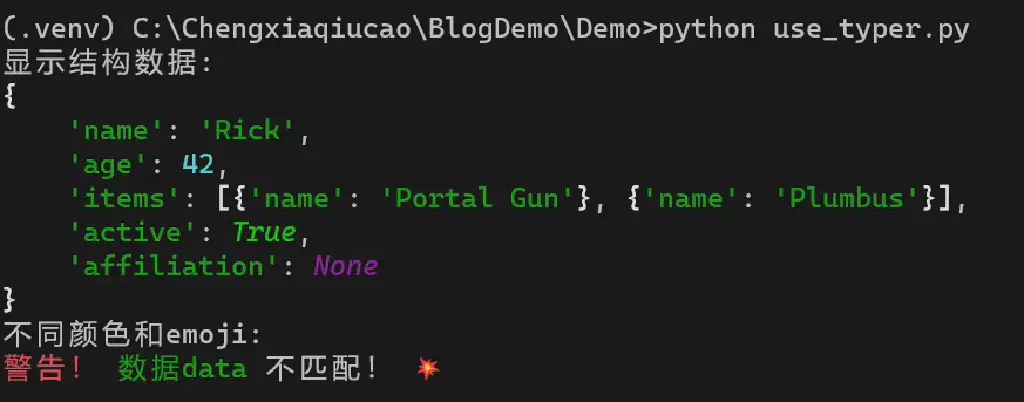 (.venv) C:\Chengxiaqiucao\BlogDemo\Demo>python use_typer.py
显示结构数据:
{
    'name': 'Rick',
    'age': 42,
    'items': [{'name': 'Portal Gun'}, {'name': 'Plumbus'}],
    'active': True,
    'affiliation': None
}
不同颜色和emoji:
警告! 数据data 不匹配! 💥